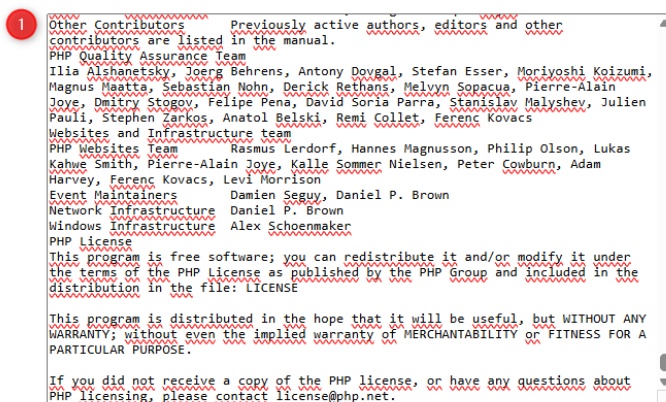 1
Other Contributors Previously active authors, editors and other
contributors are listed in the manual.
PHP Quality Assurance Team
Ilia Alshanetsky, Joerg Behrens, Antony Dovgal, Stefan Esser, Moriyoshi Koizumi,
Magnus Maatta, Sebastian Nohn, Derick Rethans, Melvyn Sopacua, Pierre-Alain
Joye, Dmitry Stogov, Felipe Pena, David Soria Parra, Stanislav Malyshev, Julien
Pauli, Stephen Zarkos, Anatol Belski, Remi Collet, Ferenc Kovacs
Websites and Infrastructure team
PHP Websites Team Rasmus Lerdorf, Hannes Magnusson, Philip Olson, Lukas
Kahwe Smith, Pierre-Alain Joye, Kalle Sommer Nielsen, Peter Cowburn, Adam
Harvey, Ferenc Kovacs, Levi Morrison
Event Maintainers Damien Seguy, Daniel P. Brown
Network Infrastructure Daniel P. Brown
Windows Infrastructure Alex Schoenmaker
PHP License
This program is free software; you can redistribute it and/or modify it under
the terms of the PHP License as published by the PHP Group and included in the
distribution in the file: LICENSE
This program is distributed in the hope that it will be useful, but WITHOUT ANY
WARRANTY; without even the implied warranty of MERCHANTABILITY or FITNESS FOR A
PARTICULAR PURPOSE.
If you did not receive a copy of the PHP license, or have any questions about
PHP licensing, please contact license@php.net.